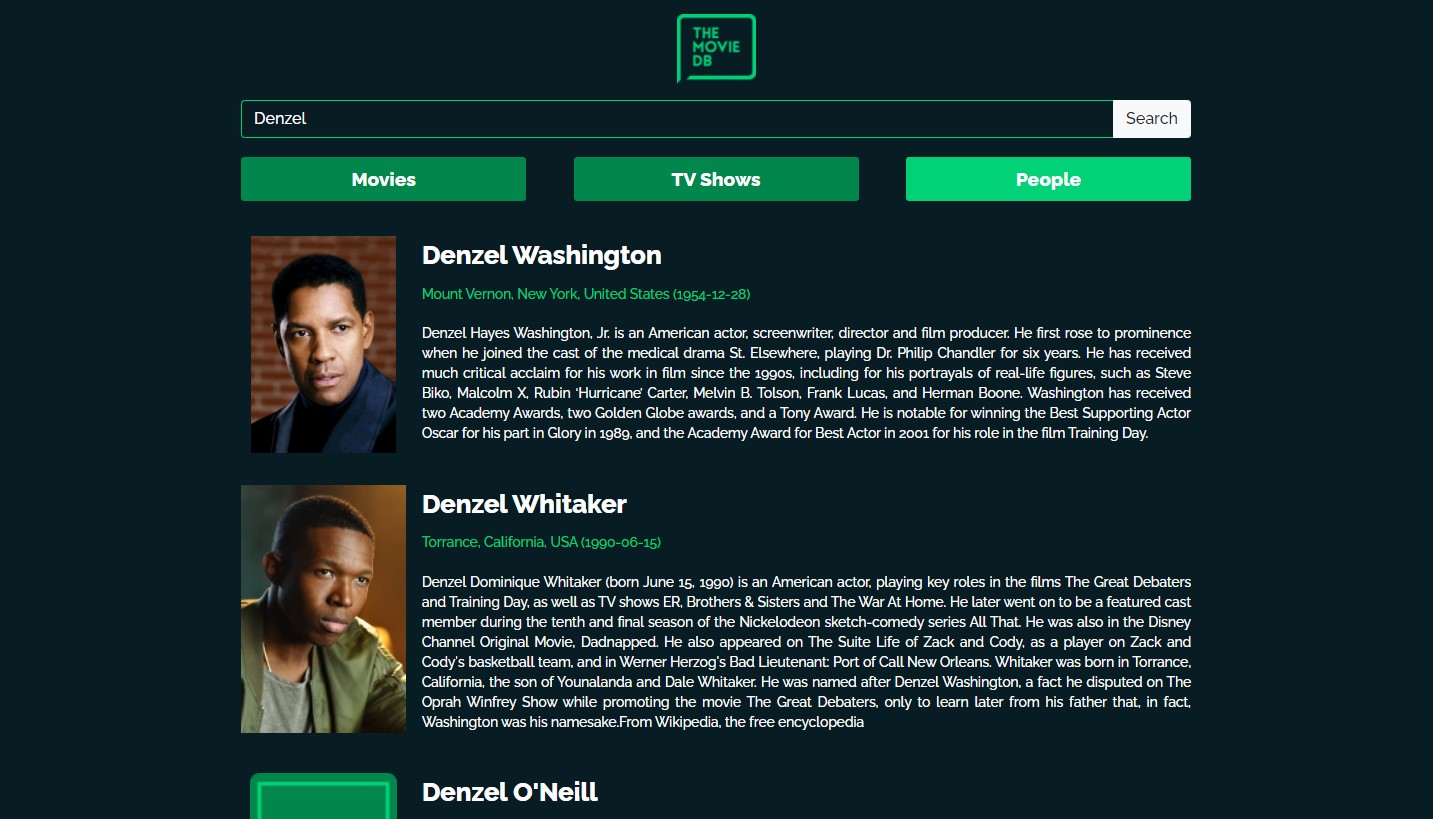 THE
MOVIE
DB
Denzel
Search
Movies
TV Shows
People
Denzel Washington
Mount Vernon, New York, United States (1954-12-28)
Denzel Hayes Washington, Jr. is an American actor, screenwriter, director and film producer. He first rose to prominence
when he joined the cast of the medical drama St. Elsewhere, playing Dr. Philip Chandler for six years. He has received
much critical acclaim for his work in film since the 1990s, including for his portrayals of real-life figures, such as Steve
Biko, Malcolm X, Rubin ‘Hurricane’ Carter, Melvin B. Tolson, Frank Lucas, and Herman Boone. Washington has received
two Academy Awards, two Golden Globe awards, and a Tony Award. He is notable for winning the Best Supporting Actor
Oscar for his part in Glory in 1989, and the Academy Award for Best Actor in 2001 for his role in the film Training Day.
Denzel Whitaker
Torrance, California, USA (1990-06-15)
Denzel Dominique Whitaker (born June 15, 1990) is an American actor, playing key roles in the films The Great Debaters
and Training Day, as well as TV shows ER, Brothers & Sisters and The War At Home. He later went on to be a featured cast
member during the tenth and final season of the Nickelodeon sketch-comedy series All That. He was also in the Disney
Channel Original Movie, Dadnapped. He also appeared on The Suite Life of Zack and Cody, as a player on Zack and
Cody's basketball team, and in Werner Herzog's Bad Lieutenant: Port of Call New Orleans. Whitaker was born in Torrance,
California, the son of Younalanda and Dale Whitaker. He was named after Denzel Washington, a fact he disputed on The
Oprah Winfrey Show while promoting the movie The Great Debaters, only to learn later from his father that, in fact,
Washington was his namesake.From Wikipedia, the free encyclopedia
Denzel O'Neill